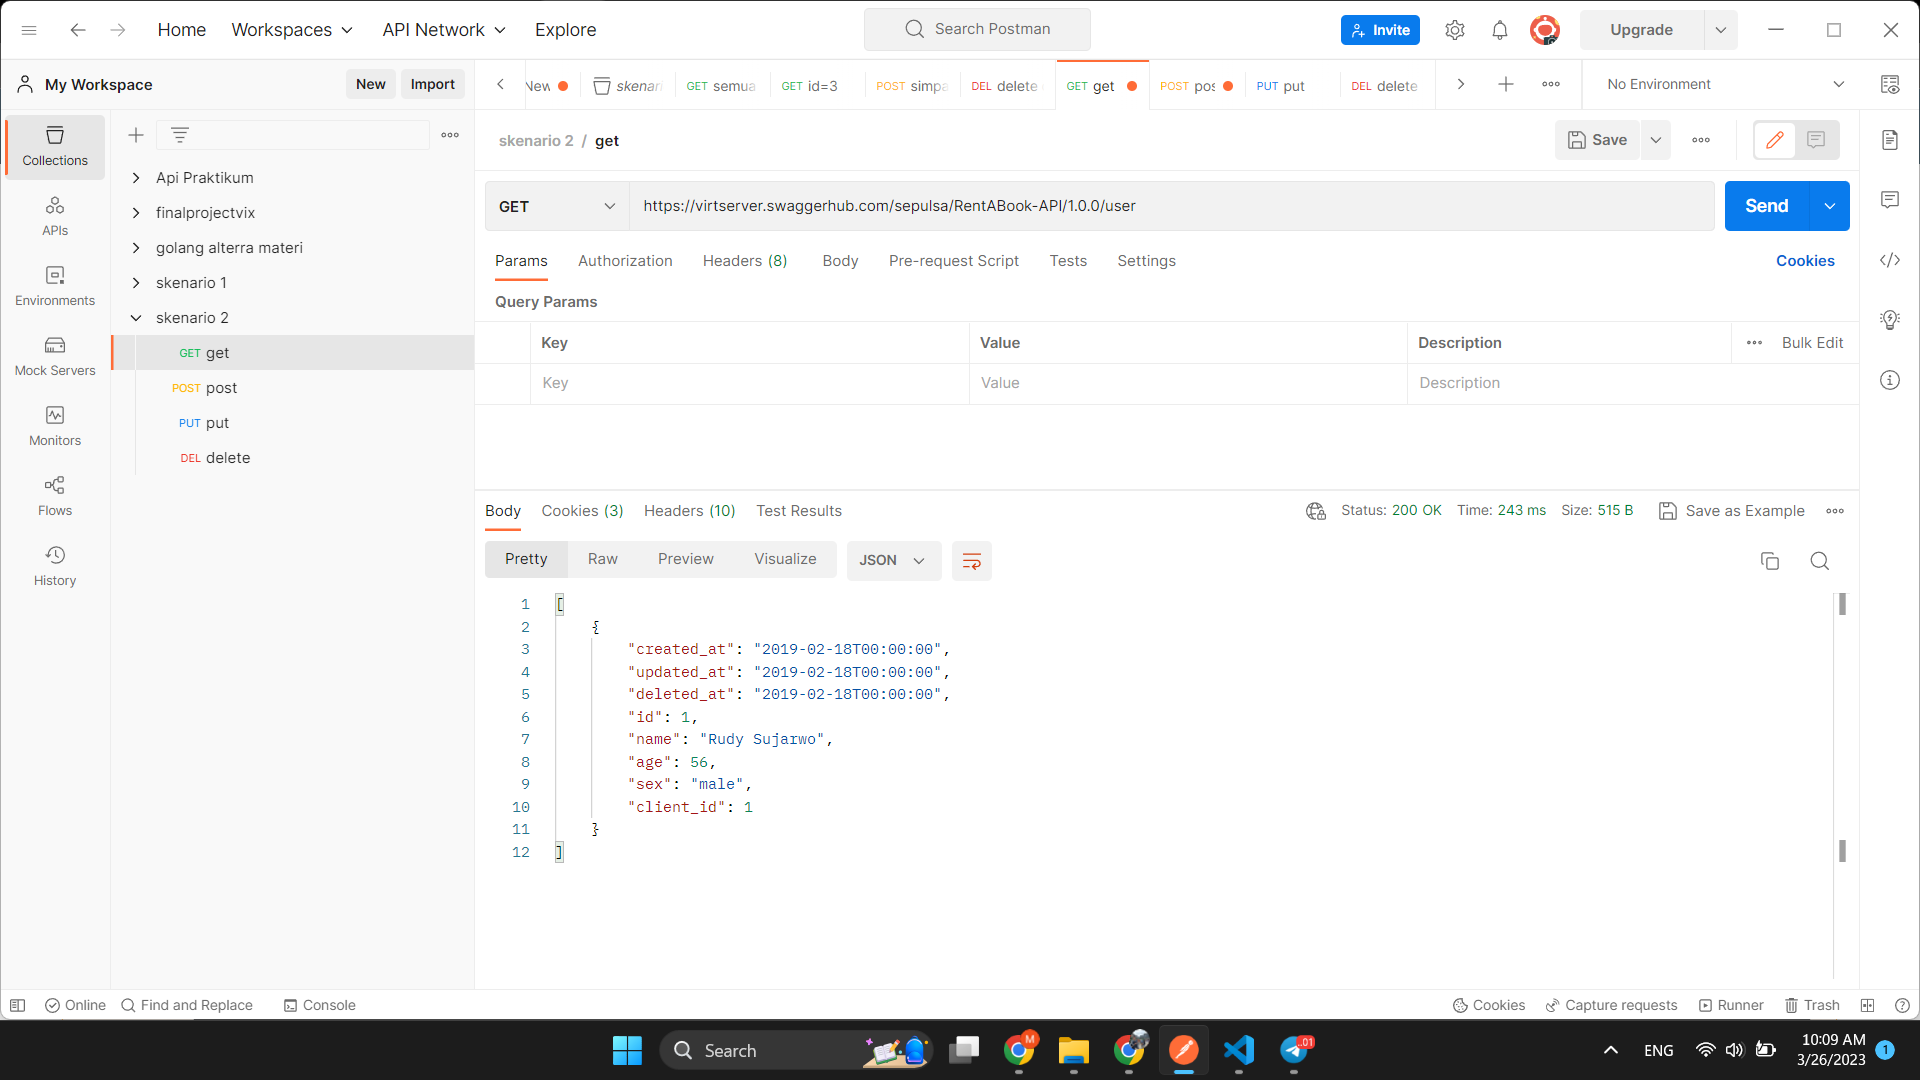 Home
Workspaces
API Network
Explore
Search Postman
Invite
Upgrade
My Workspace
New
Import
New
skenari
GET semua
GET id=3
POST simpa
DEL delete
GET get
POST pos
PUT put
DEL delete
No Environment
Collections
APIs
Environments
Mock Servers
Monitors
Flows
History
Api Praktikum
finalprojectvix
golang alterra materi
skenario 1
skenario 2
GET get
POST post
PUT put
DEL delete
skenario 2 / get
Save
GET
https://virtserver.swaggerhub.com/sepulsa/RentABook-API/1.0.0/user
Send
Params
Authorization
Headers (8)
Body
Pre-request Script
Tests
Settings
Cookies
Query Params
Key
Value
Description
Bulk Edit
Key
Value
Description
Body
Cookies (3)
Headers (10)
Test Results
Status: 200 OK
Time: 243 ms
Size: 515 B
Save as Example
Pretty
Raw
Preview
Visualize
JSON
1 [
2 {
3 "created_at": "2019-02-18T00:00:00",
4 "updated_at": "2019-02-18T00:00:00",
5 "deleted_at": "2019-02-18T00:00:00",
6 "id": 1,
7 "name": "Rudy Sujarwo",
8 "age": 56,
9 "sex": "male",
10 "client_id": 1
11 }
12 ]
Online
Find and Replace
Console
Cookies
Capture requests
Runner
Trash
Search
M
.01
ENG
10:09 AM
3/26/2023
1